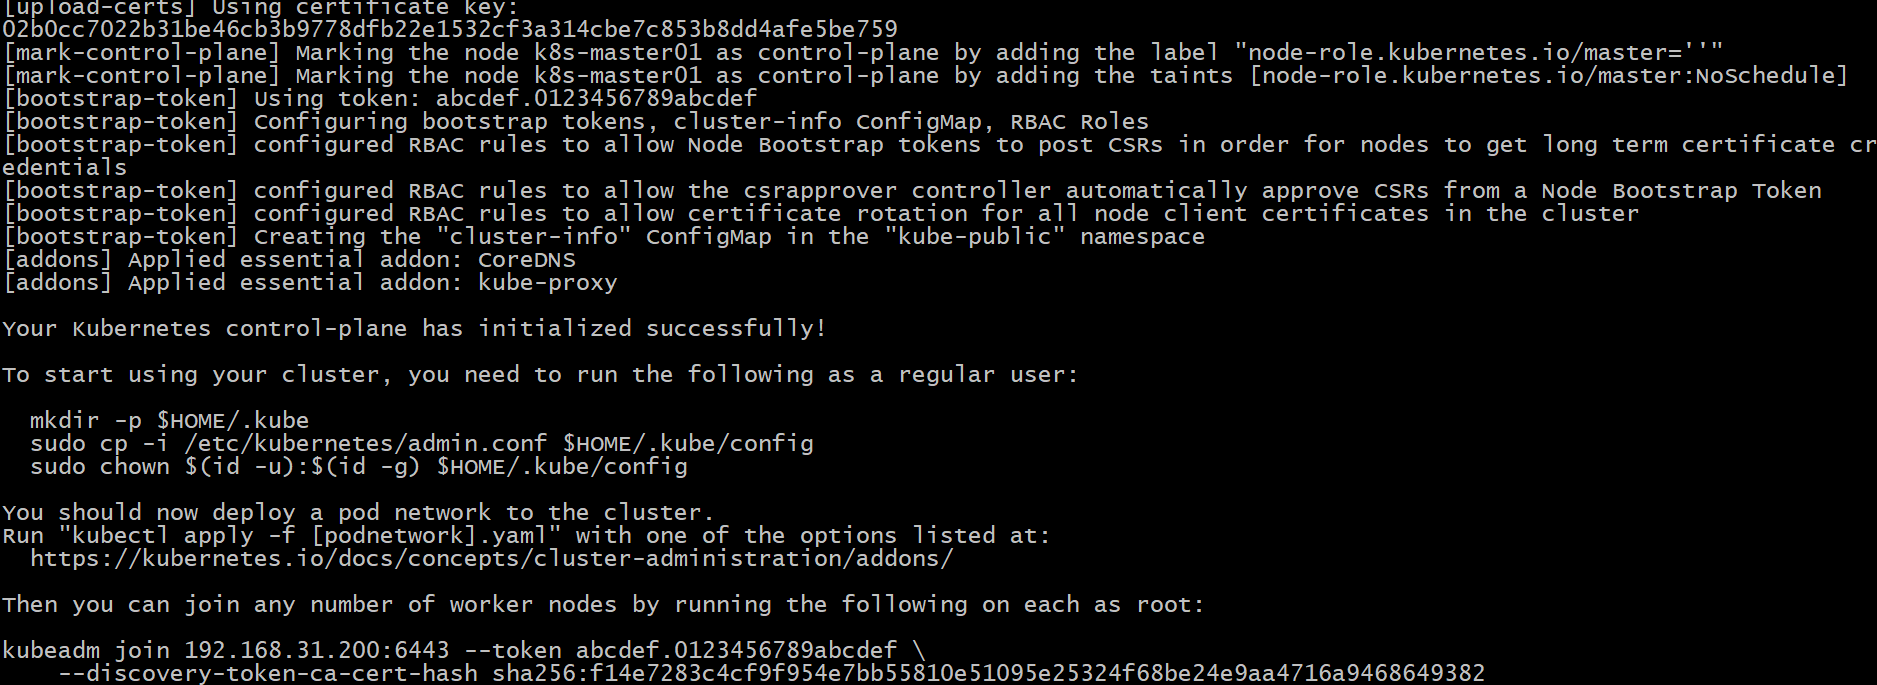 [upload-certs] Using certificate key:
02b0cc7022b31be46cb3b9778dfb22e1532cf3a314cbe7c853b8dd4afe5be759
[mark-control-plane] Marking the node k8s-master01 as control-plane by adding the label "node-role.kubernetes.io/master=''"
[mark-control-plane] Marking the node k8s-master01 as control-plane by adding the taints [node-role.kubernetes.io/master:NoSchedule]
[bootstrap-token] Using token: abcdef.0123456789abcdef
[bootstrap-token] Configuring bootstrap tokens, cluster-info ConfigMap, RBAC Roles
[bootstrap-token] configured RBAC rules to allow Node Bootstrap tokens to post CSRs in order for nodes to get long term certificate cr
edentials
[bootstrap-token] configured RBAC rules to allow the csrapprover controller automatically approve CSRs from a Node Bootstrap Token
[bootstrap-token] configured RBAC rules to allow certificate rotation for all node client certificates in the cluster
[bootstrap-token] Creating the "cluster-info" ConfigMap in the "kube-public" namespace
[addons] Applied essential addon: CoreDNS
[addons] Applied essential addon: kube-proxy
Your Kubernetes control-plane has initialized successfully!
To start using your cluster, you need to run the following as a regular user:
mkdir -p $HOME/.kube
sudo cp -i /etc/kubernetes/admin.conf $HOME/.kube/config
sudo chown $(id -u):$(id -g) $HOME/.kube/config
You should now deploy a pod network to the cluster.
Run "kubectl apply -f [podnetwork].yaml" with one of the options listed at:
https://kubernetes.io/docs/concepts/cluster-administration/addons/
Then you can join any number of worker nodes by running the following on each as root:
kubeadm join 192.168.31.200:6443 --token abcdef.0123456789abcdef \
--discovery-token-ca-cert-hash sha256:f14e7283c4cf9f954e7bb55810e51095e25324f68be24e9aa4716a9468649382